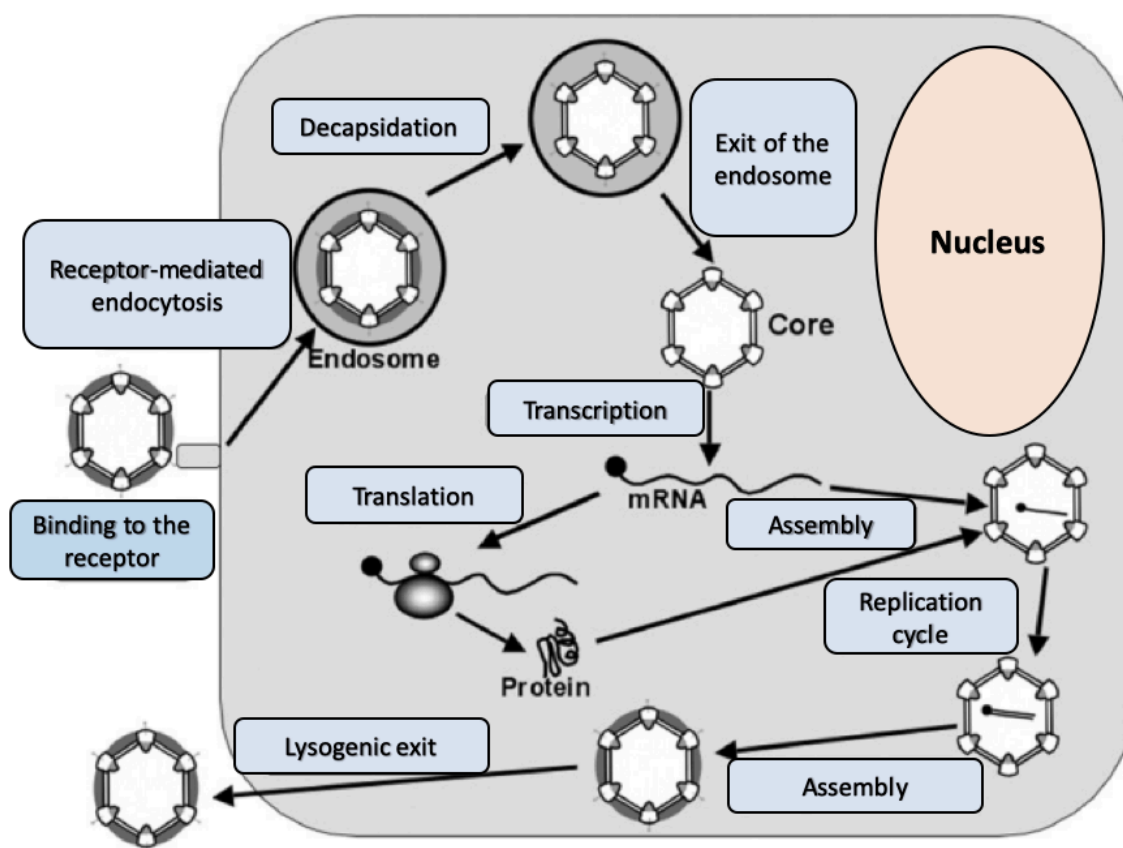 Decapsidation
Exit of the
endosome
Nucleus
Receptor-mediated
endocytosis
Endosome
Core
Transcription
Binding to the
receptor
Translation
mRNA
Assembly
Replication
cycle
Protein
Lysogenic exit
Assembly